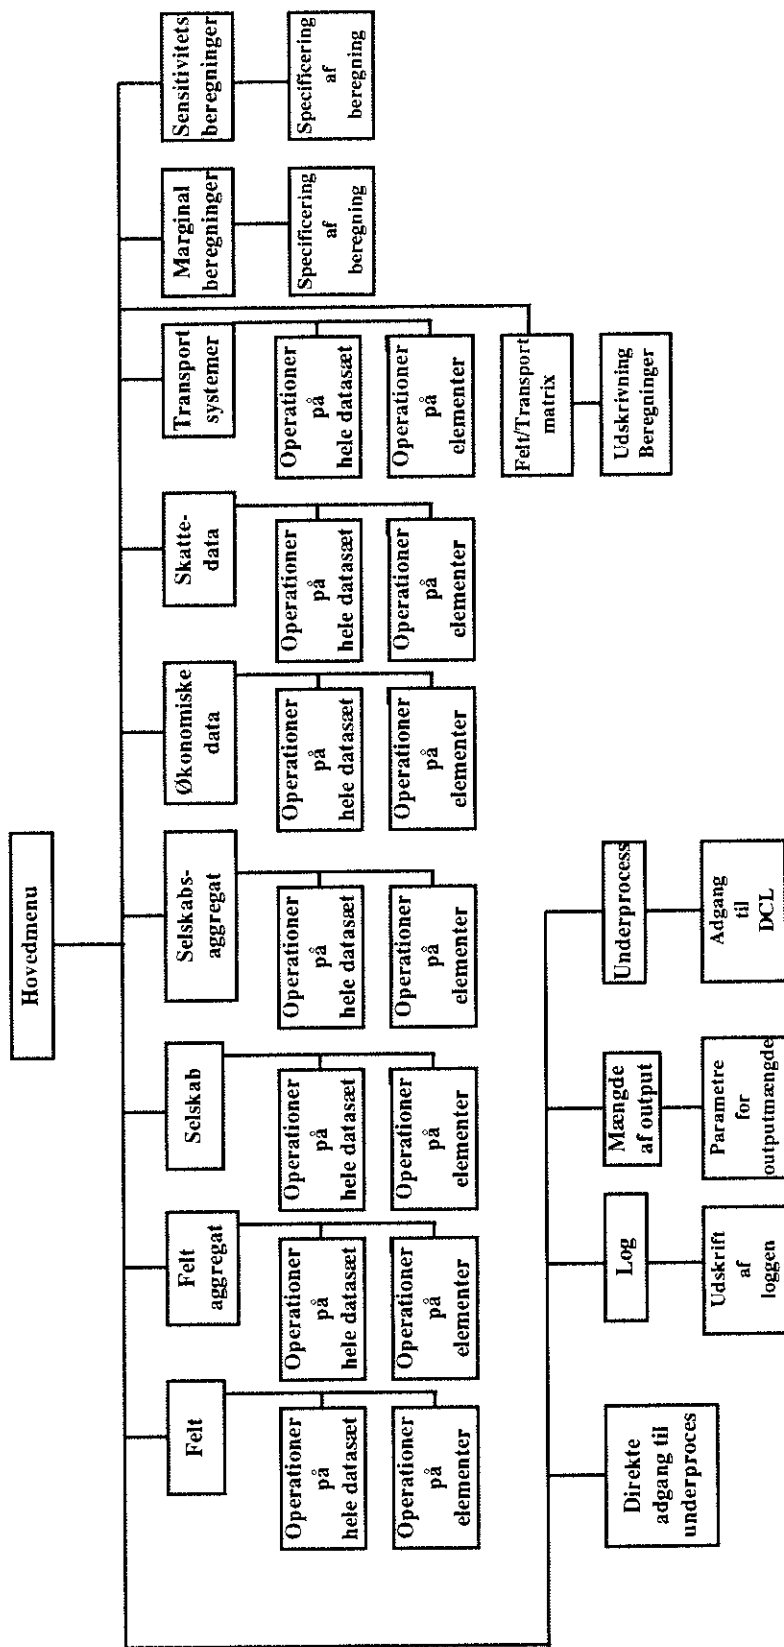 Hovedmenu
Felt
Operationer
på
hele datasæt
Operationer
på
elementer
Felt
aggregat
Operationer
på
hele datasæt
Operationer
på
elementer
Selskab
Operationer
på
hele datasæt
Operationer
på
elementer
Selskabs-
aggregat
Operationer
på
hele datasæt
Operationer
på
elementer
Økonomiske
data
Operationer
på
hele datasæt
Operationer
på
elementer
Skatte-
data
Operationer
på
hele datasæt
Operationer
på
elementer
Transport
systemer
Operationer
på
hele datasæt
Operationer
på
elementer
Felt/Transport
matrix
Udskrivning
Beregninger
Marginal
beregninger
Specificering
af
beregning
Sensitivitets
beregninger
Specificering
af
beregning
Direkte
adgang til
underproces
Log
Udskrift
af
loggen
Mængde
af output
Parametre
for
outputmængde
Underprocess
Adgang
til
DCL